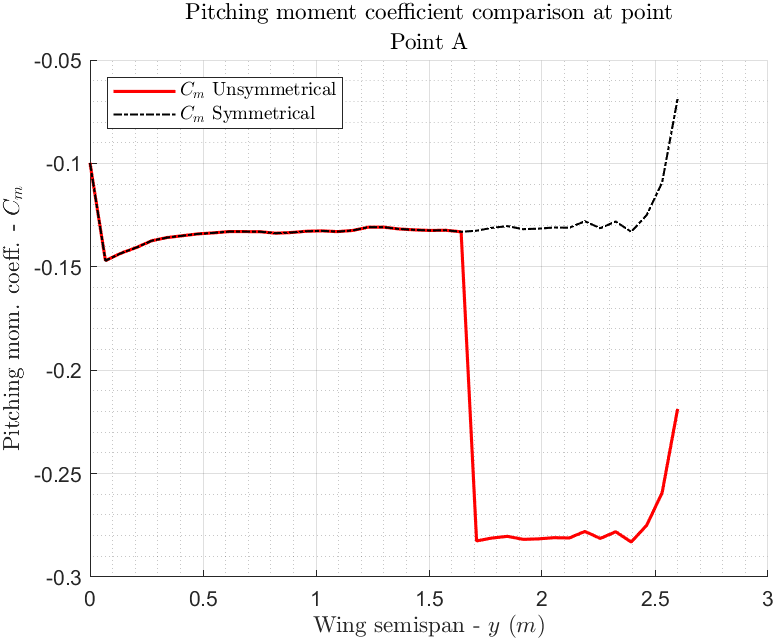 Pitching moment coefficient comparison at point
Point A
C_m Unsymmetrical
C_m Symmetrical
Pitching mom. coeff. - C_m
-0.05
-0.1
-0.15
-0.2
-0.25
-0.3
0 0.5 1 1.5 2 2.5 3
Wing semispan - y (m)